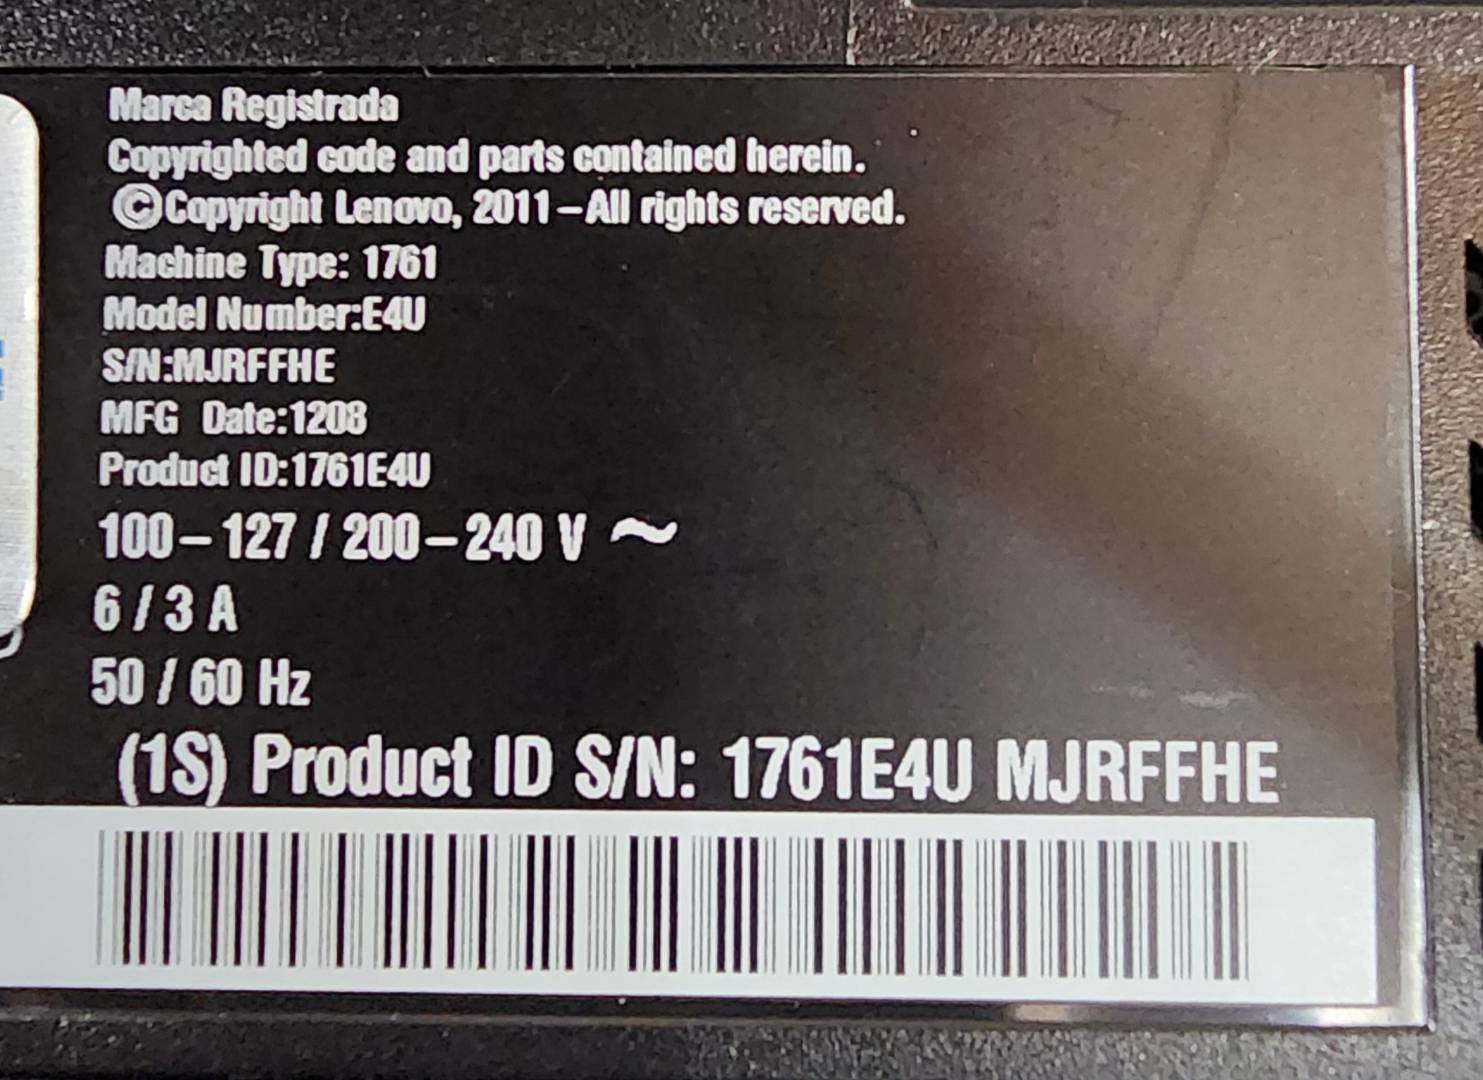 Marca Registrada
Copyrighted code and parts contained herein.
©Copyright Lenovo, 2011–All rights reserved.
Machine Type: 1761
Model Number:E4U
S/N:MJRFFHE
MFG Date:1208
Product ID:1761E4U
100–127 / 200–240 V ~
6 / 3 A
50 / 60 Hz
(1S) Product ID S/N: 1761E4U MJRFFHE